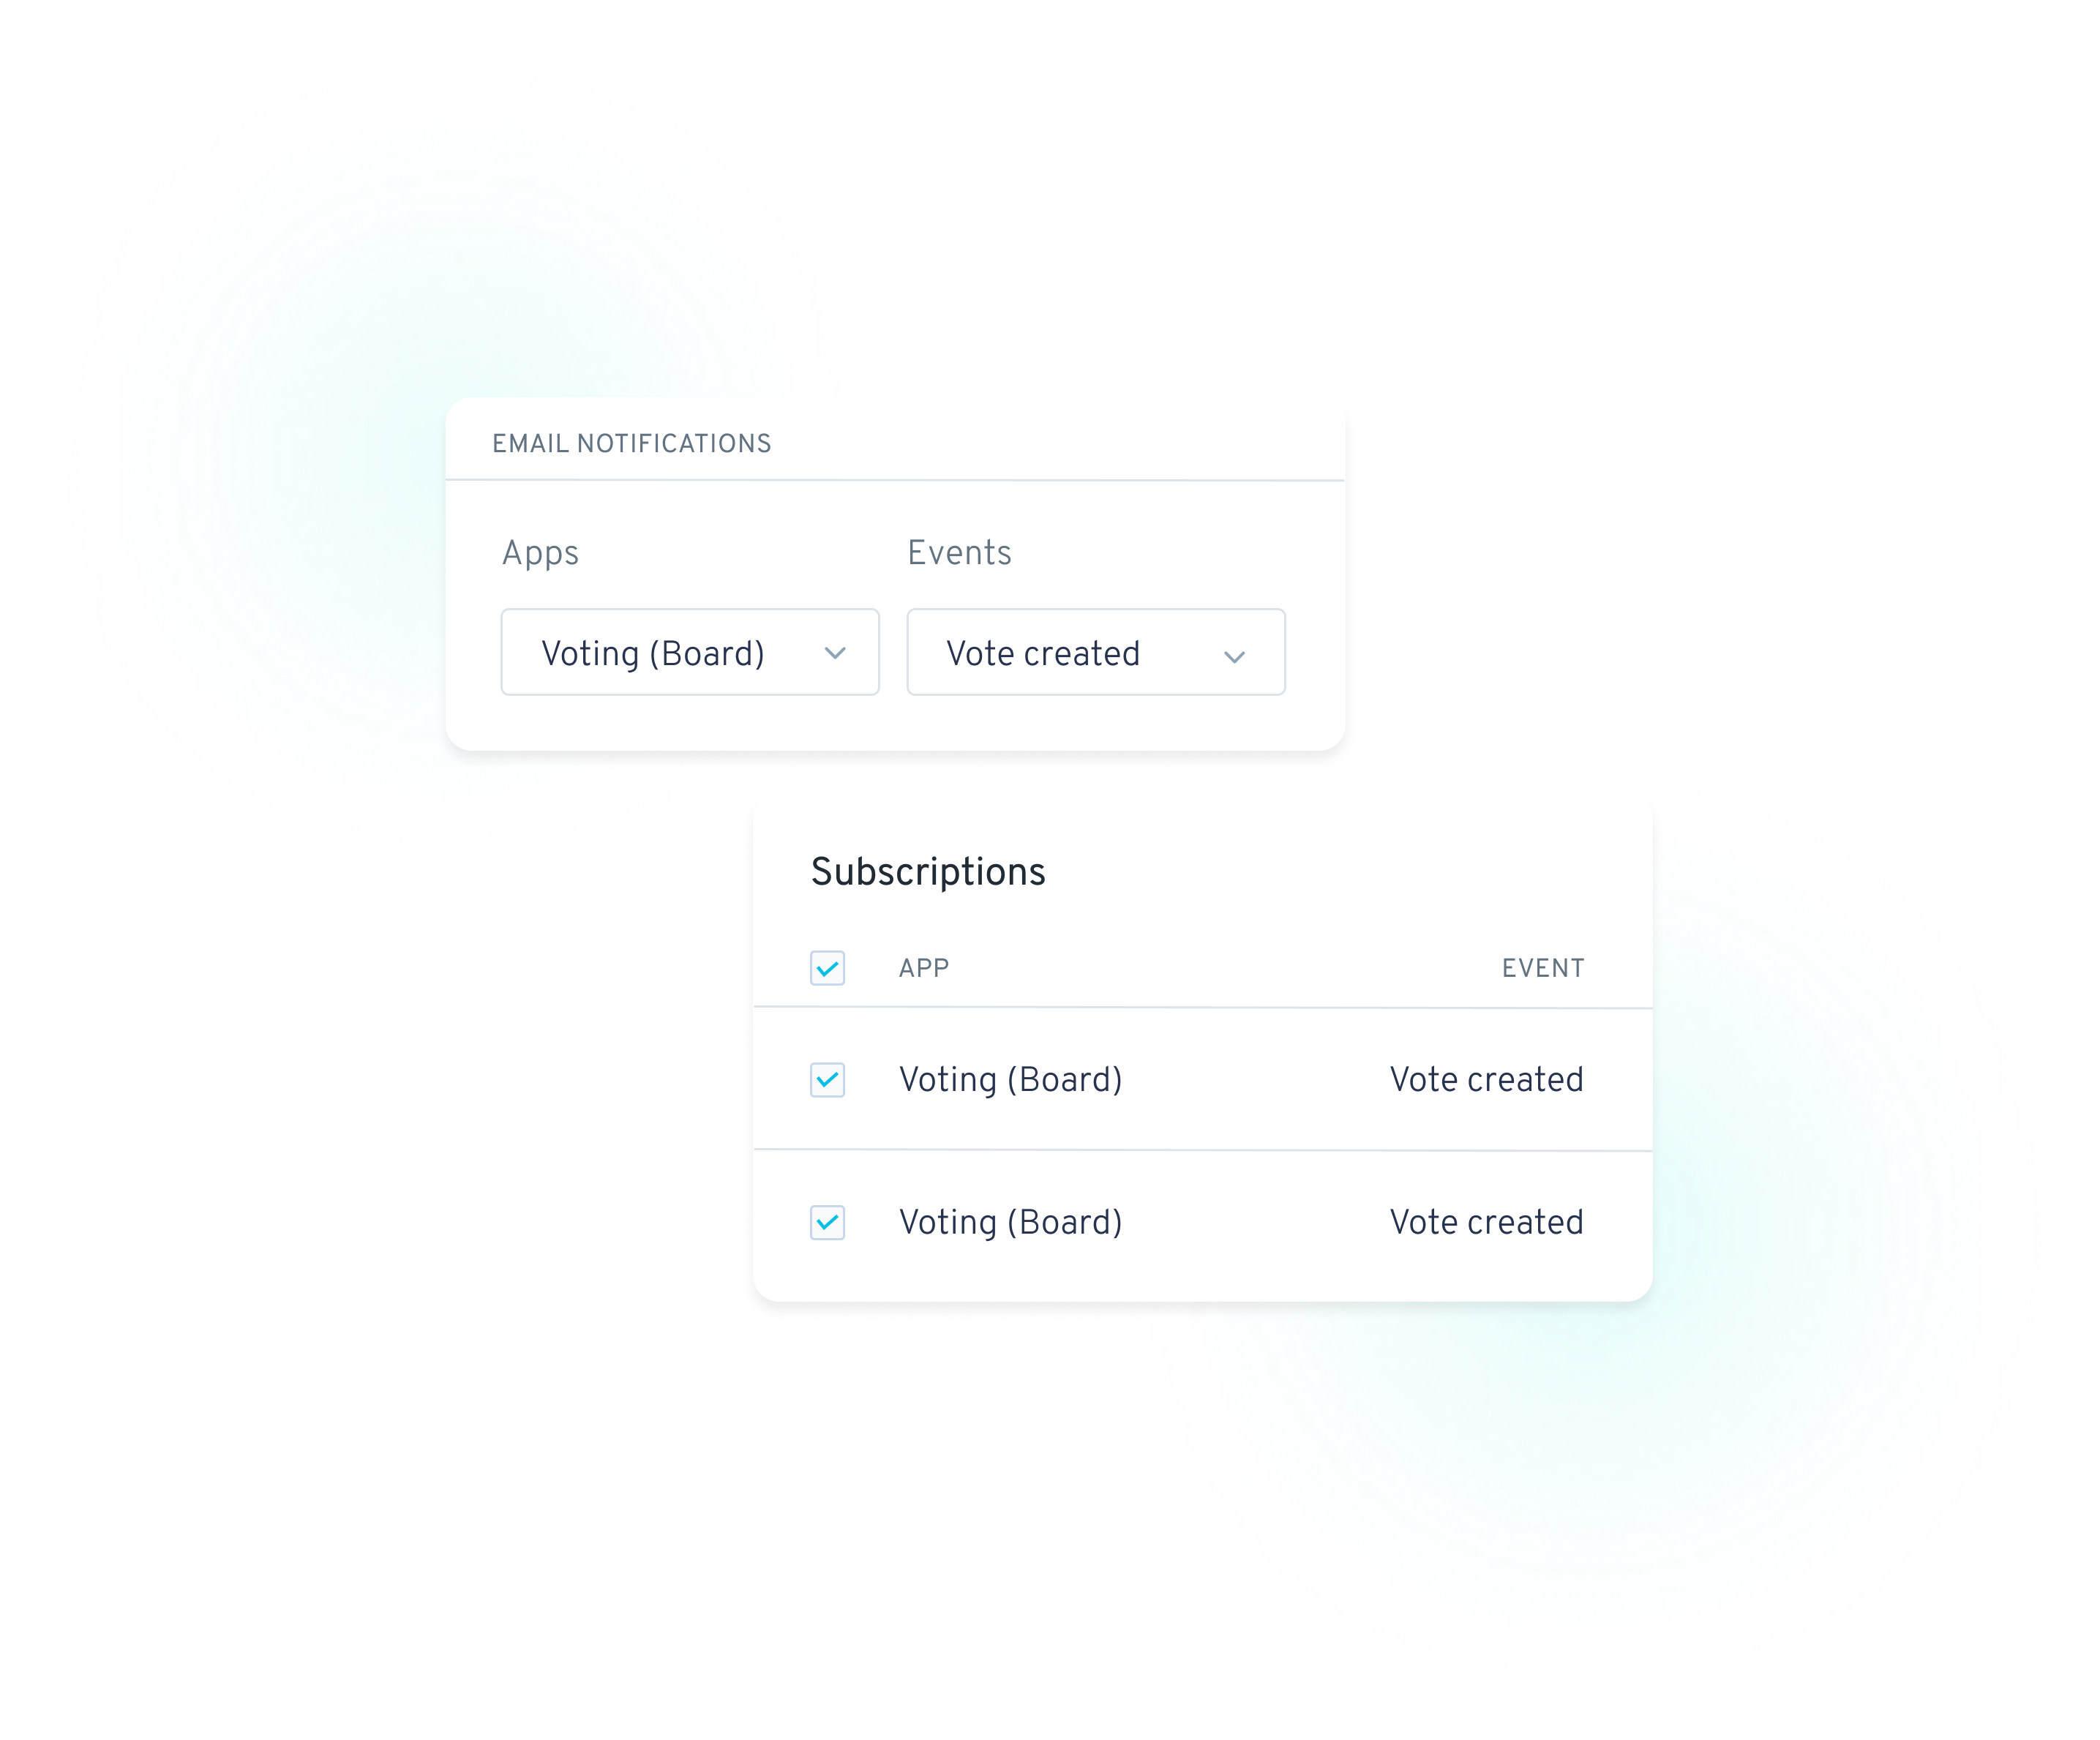 EMAIL NOTIFICATIONS
Apps Events
Voting (Board) Vote created
Subscriptions
APP EVENT
Voting (Board) Vote created
Voting (Board) Vote created